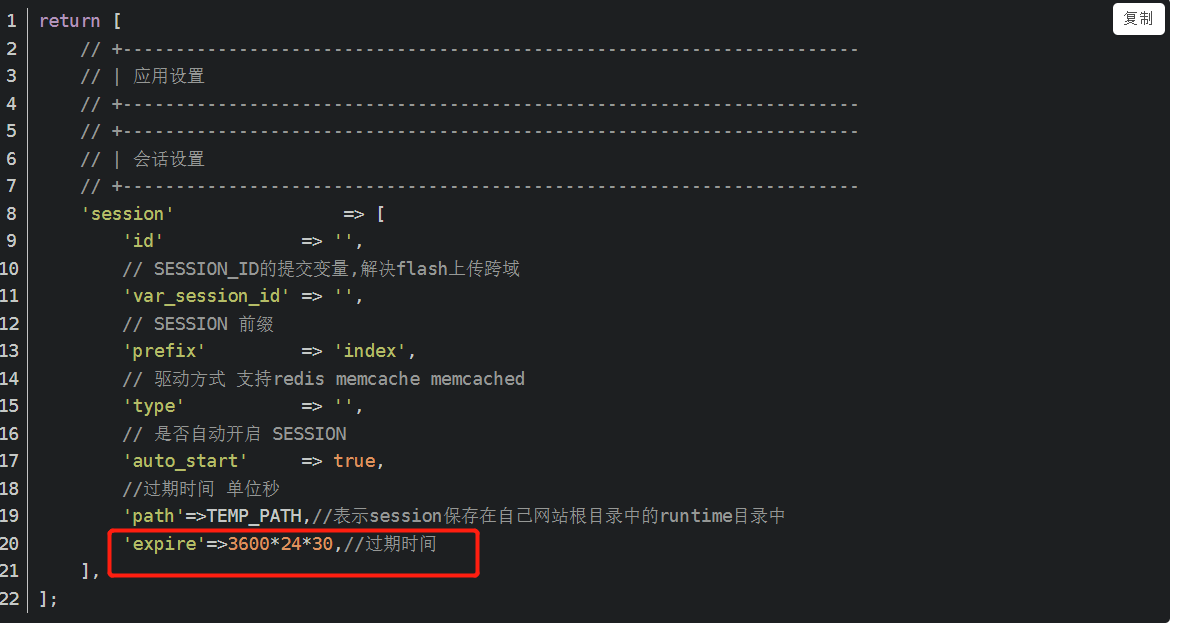 复制
1 return [
2     // +----------------------------------------------------------------------
3     // | 应用设置
4     // +----------------------------------------------------------------------
5     // +----------------------------------------------------------------------
6     // | 会话设置
7     // +----------------------------------------------------------------------
8     'session'                => [
9         'id'             => '',
10         // SESSION_ID的提交变量,解决flash上传跨域
11         'var_session_id' => '',
12         // SESSION 前缀
13         'prefix'         => 'index',
14         // 驱动方式 支持redis memcache memcached
15         'type'           => '',
16         // 是否自动开启 SESSION
17         'auto_start'     => true,
18         //过期时间 单位秒
19         'path'=>TEMP_PATH,//表示session保存在自己网站根目录中的runtime目录中
20         'expire'=>3600*24*30,//过期时间
21     ],
22 ];